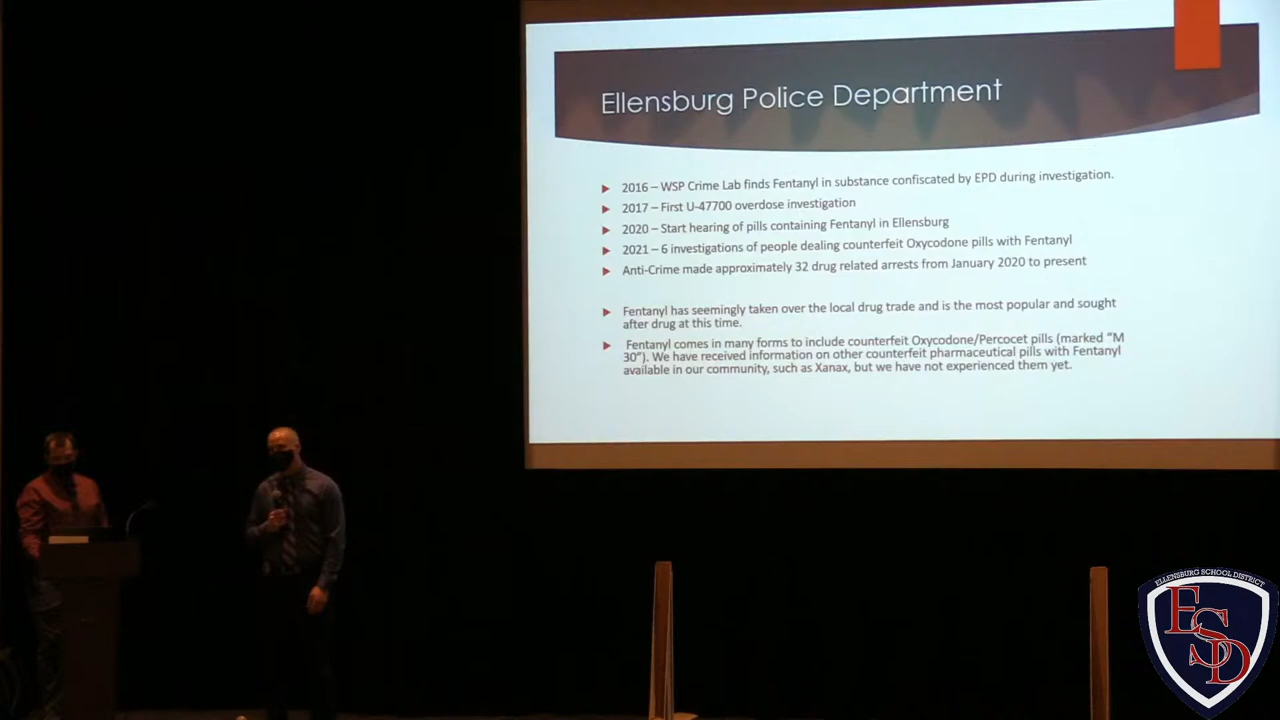 Ellensburg Police Department
2016 – WSP Crime Lab finds Fentanyl in substance confiscated by EPD during investigation.
2017 – First U-47700 overdose investigation
2020 – Start hearing of pills containing Fentanyl in Ellensburg
2021 – 6 investigations of people dealing counterfeit Oxycodone pills with Fentanyl
Anti-Crime made approximately 32 drug related arrests from January 2020 to present
Fentanyl has seemingly taken over the local drug trade and is the most popular and sought
after drug at this time.
Fentanyl comes in many forms to include counterfeit Oxycodone/Percocet pills (marked “M
30”). We have received information on other counterfeit pharmaceutical pills with Fentanyl
available in our community, such as Xanax, but we have not experienced them yet.
ELLENSBURG SCHOOL DISTRICT
ESD